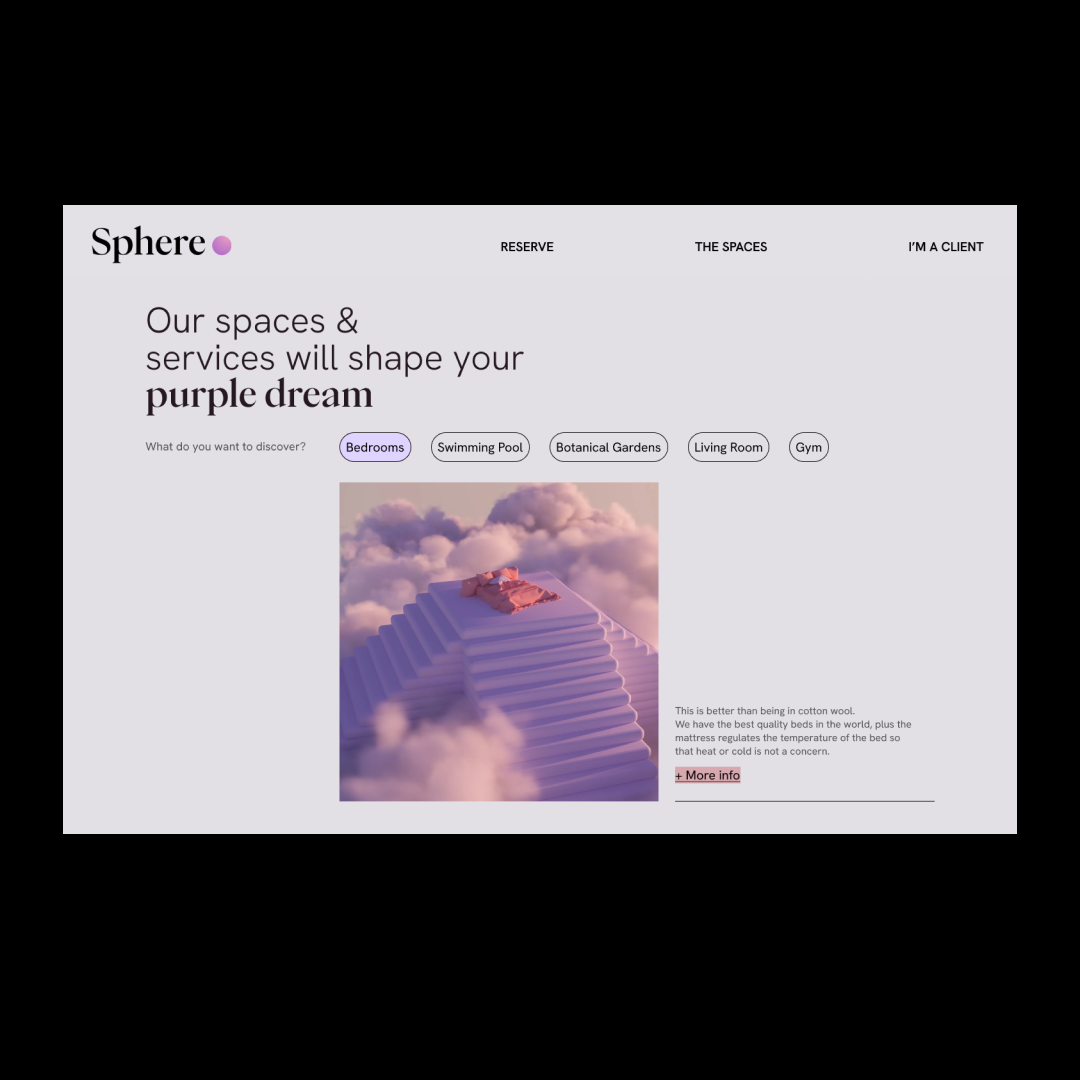 Sphere
RESERVE
THE SPACES
I'M A CLIENT
Our spaces &
services will shape your
purple dream
What do you want to discover?
Bedrooms
Swimming Pool
Botanical Gardens
Living Room
Gym
This is better than being in cotton wool.
We have the best quality beds in the world, plus the
mattress regulates the temperature of the bed so
that heat or cold is not a concern.
+ More info